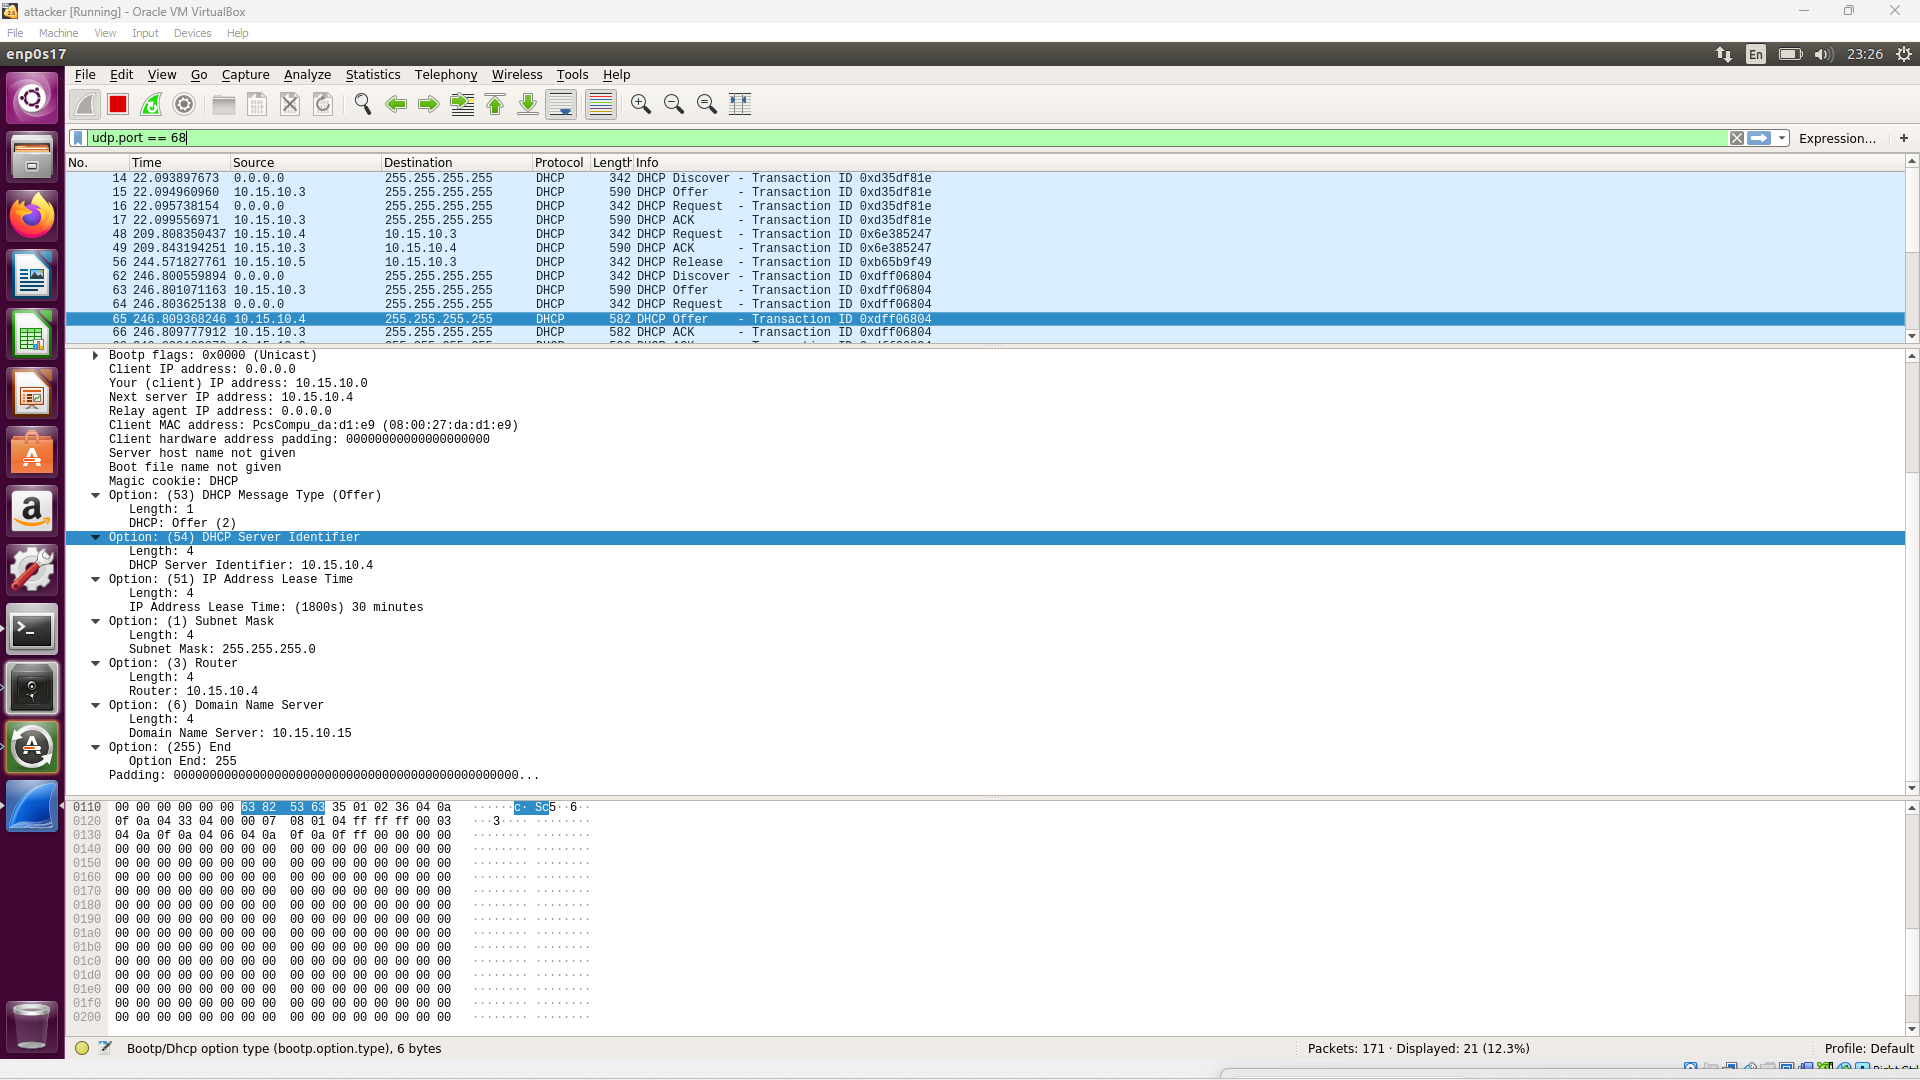 attacker [Running] - Oracle VM VirtualBox
File Machine View Input Devices Help
enp0s17
En
23:26
File Edit View Go Capture Analyze Statistics Telephony Wireless Tools Help
udp.port == 68
Expression...
+
No. Time Source Destination Protocol Length Info
14 22.093897673 0.0.0.0 255.255.255.255 DHCP 342 DHCP Discover - Transaction ID 0xd35df81e
15 22.094960960 10.15.10.3 255.255.255.255 DHCP 590 DHCP Offer - Transaction ID 0xd35df81e
16 22.095738154 0.0.0.0 255.255.255.255 DHCP 342 DHCP Request - Transaction ID 0xd35df81e
17 22.099556971 10.15.10.3 255.255.255.255 DHCP 590 DHCP ACK - Transaction ID 0xd35df81e
48 209.808350437 10.15.10.4 10.15.10.3 DHCP 342 DHCP Request - Transaction ID 0x6e385247
49 209.843194251 10.15.10.3 10.15.10.4 DHCP 590 DHCP ACK - Transaction ID 0x6e385247
56 244.571827761 10.15.10.5 10.15.10.3 DHCP 342 DHCP Release - Transaction ID 0xb65b9f49
62 246.800559894 0.0.0.0 255.255.255.255 DHCP 342 DHCP Discover - Transaction ID 0xdff06804
63 246.801071163 10.15.10.3 255.255.255.255 DHCP 590 DHCP Offer - Transaction ID 0xdff06804
64 246.803625138 0.0.0.0 255.255.255.255 DHCP 342 DHCP Request - Transaction ID 0xdff06804
65 246.809368246 10.15.10.4 255.255.255.255 DHCP 582 DHCP Offer - Transaction ID 0xdff06804
66 246.809777912 10.15.10.3 255.255.255.255 DHCP 582 DHCP ACK - Transaction ID 0xdff06804
Bootp flags: 0x0000 (Unicast)
Client IP address: 0.0.0.0
Your (client) IP address: 10.15.10.0
Next server IP address: 10.15.10.4
Relay agent IP address: 0.0.0.0
Client MAC address: PcsCompu_da:d1:e9 (08:00:27:da:d1:e9)
Client hardware address padding: 00000000000000000000
Server host name not given
Boot file name not given
Magic cookie: DHCP
Option: (53) DHCP Message Type (Offer)
Length: 1
DHCP: Offer (2)
Option: (54) DHCP Server Identifier
Length: 4
DHCP Server Identifier: 10.15.10.4
Option: (51) IP Address Lease Time
Length: 4
IP Address Lease Time: (1800s) 30 minutes
Option: (1) Subnet Mask
Length: 4
Subnet Mask: 255.255.255.0
Option: (3) Router
Length: 4
Router: 10.15.10.4
Option: (6) Domain Name Server
Length: 4
Domain Name Server: 10.15.10.15
Option: (255) End
Option End: 255
Padding: 000000000000000000000000000000000000000000000000...
0110 00 00 00 00 00 00 63 82 53 63 35 01 02 36 04 0a ······c· Sc5··6··
0120 0f 0a 04 33 04 00 00 07 08 01 04 ff ff ff 00 03 ···3···· ········
0130 04 0a 0f 0a 04 06 04 0a 0f 0a 0f ff 00 00 00 00 ········ ········
0140 00 00 00 00 00 00 00 00 00 00 00 00 00 00 00 00 ········ ········
0150 00 00 00 00 00 00 00 00 00 00 00 00 00 00 00 00 ········ ········
0160 00 00 00 00 00 00 00 00 00 00 00 00 00 00 00 00 ········ ········
0170 00 00 00 00 00 00 00 00 00 00 00 00 00 00 00 00 ········ ········
0180 00 00 00 00 00 00 00 00 00 00 00 00 00 00 00 00 ········ ········
0190 00 00 00 00 00 00 00 00 00 00 00 00 00 00 00 00 ········ ········
01a0 00 00 00 00 00 00 00 00 00 00 00 00 00 00 00 00 ········ ········
01b0 00 00 00 00 00 00 00 00 00 00 00 00 00 00 00 00 ········ ········
01c0 00 00 00 00 00 00 00 00 00 00 00 00 00 00 00 00 ········ ········
01d0 00 00 00 00 00 00 00 00 00 00 00 00 00 00 00 00 ········ ········
01e0 00 00 00 00 00 00 00 00 00 00 00 00 00 00 00 00 ········ ········
01f0 00 00 00 00 00 00 00 00 00 00 00 00 00 00 00 00 ········ ········
0200 00 00 00 00 00 00 00 00 00 00 00 00 00 00 00 00 ········ ········
Bootp/Dhcp option type (bootp.option.type), 6 bytes
Packets: 171 · Displayed: 21 (12.3%)
Profile: Default